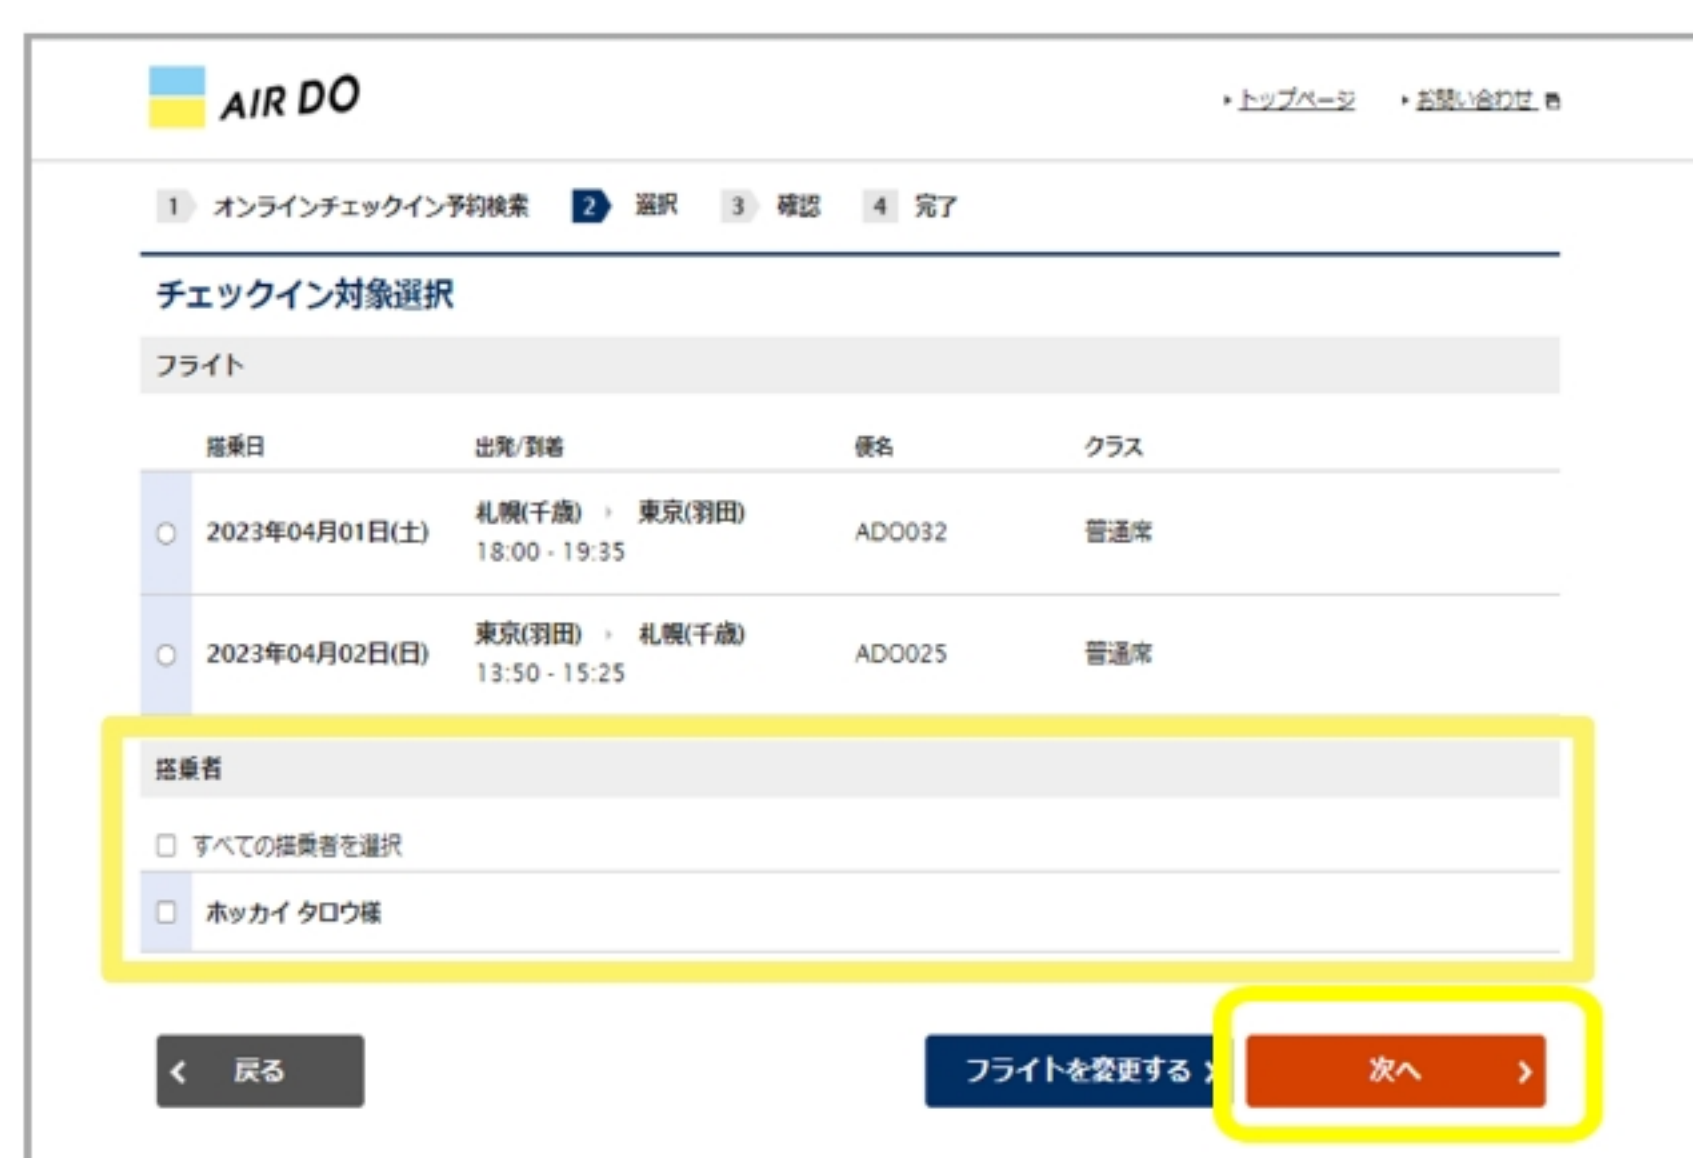 AIR DO
トップページ お問い合わせ
1 オンラインチェックイン予約検索 2 選択 3 確認 4 完了
チェックイン対象選択
フライト
搭乗日 出発/到着 便名 クラス
2023年04月01日(土) 札幌(千歳) 東京(羽田) ADO032 普通席
18:00 - 19:35
2023年04月02日(日) 東京(羽田) 札幌(千歳) ADO025 普通席
13:50 - 15:25
搭乗者
すべての搭乗者を選択
ホッカイ タロウ様
戻る フライトを変更する 次へ